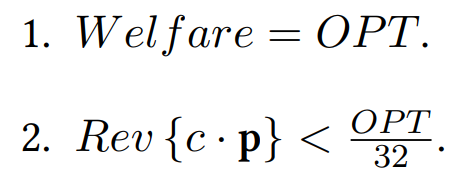 1. Welfare = OPT.
2. Rev {c · p} < OPT/32.